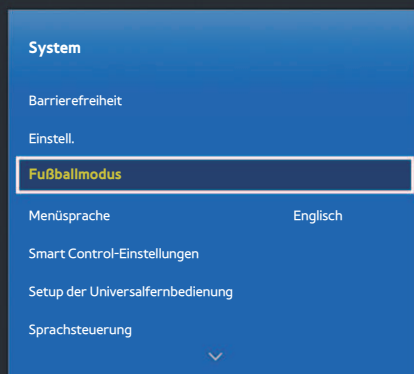 System
Barrierefreiheit
Einstell.
Fußballmodus
Menüsprache Englisch
Smart Control-Einstellungen
Setup der Universalfernbedienung
Sprachsteuerung